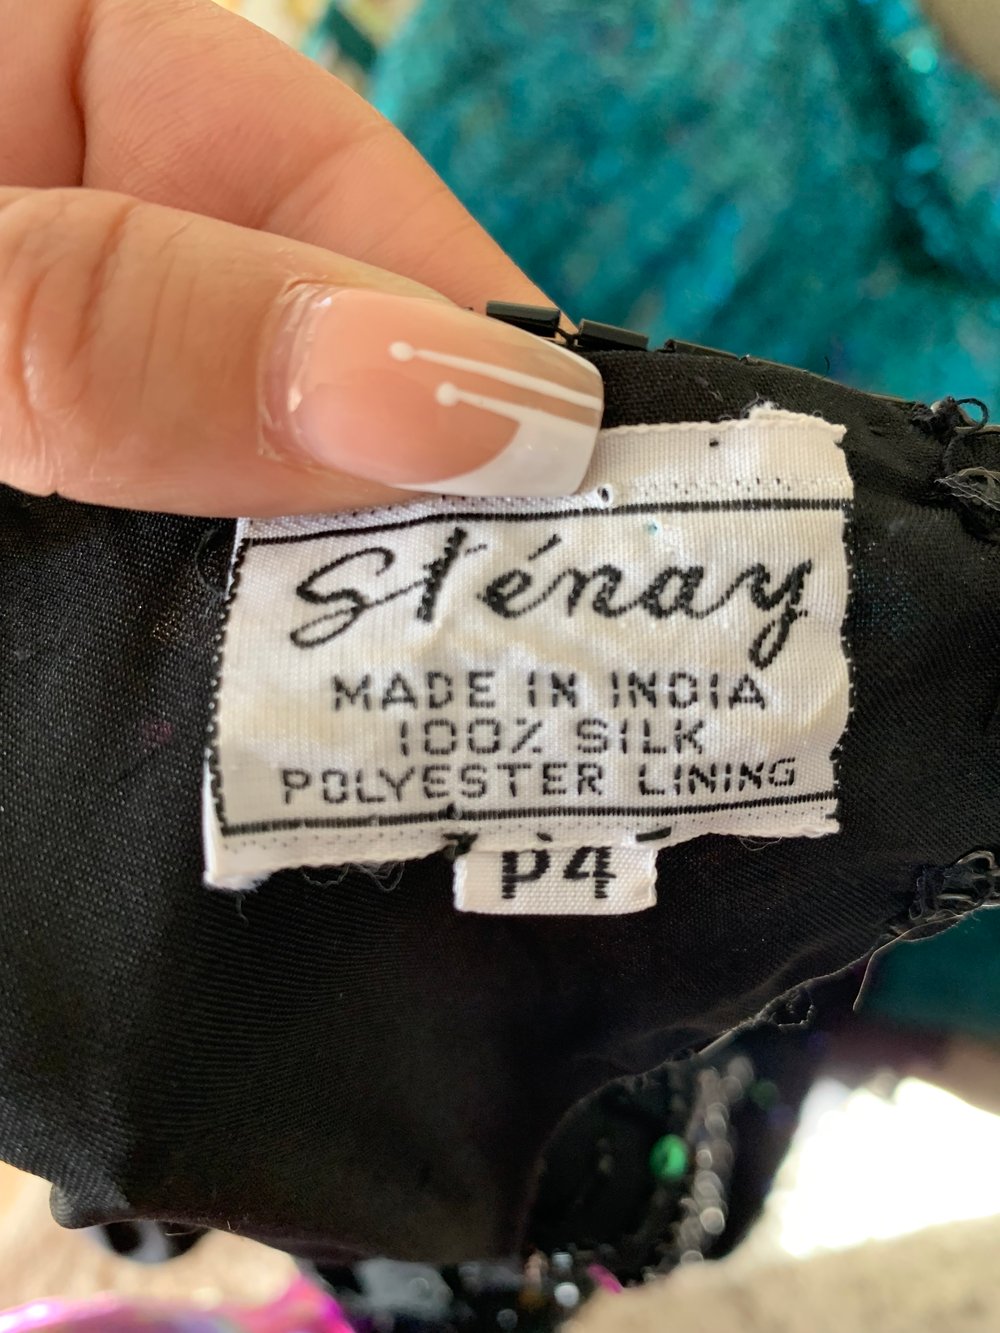 Sténay
MADE IN INDIA
100% SILK
POLYESTER LINING
P4